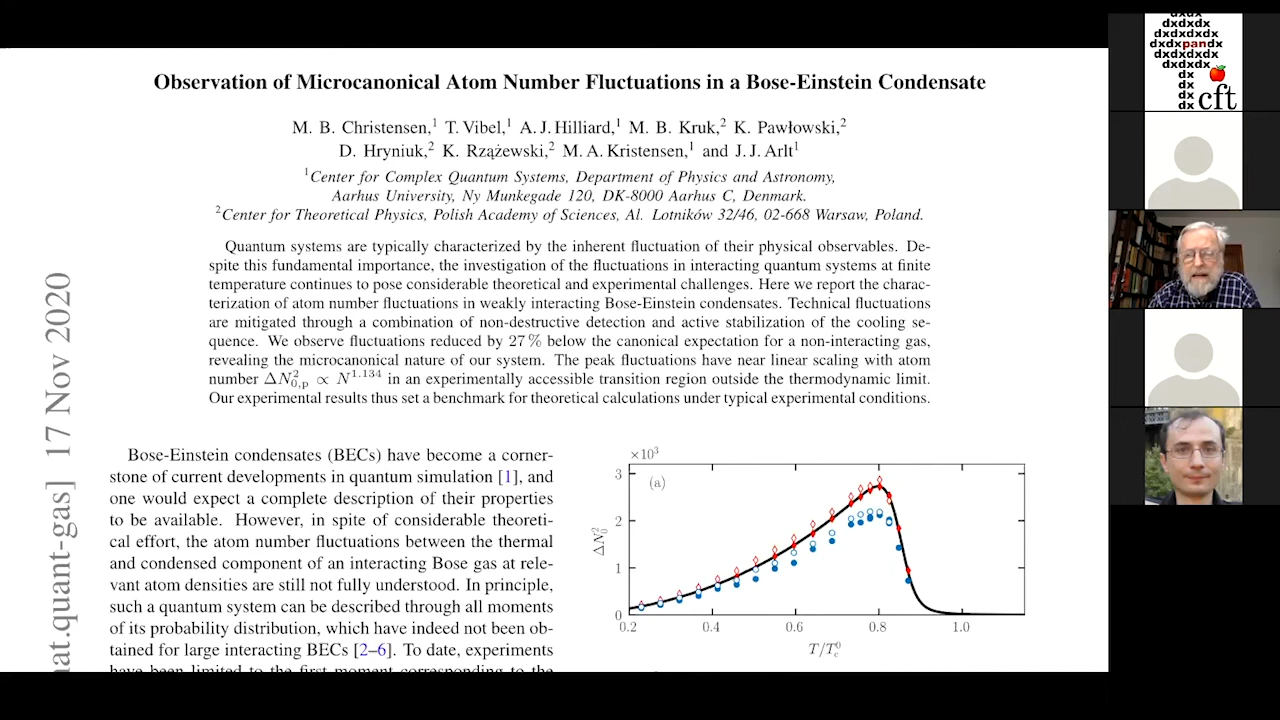 Observation of Microcanonical Atom Number Fluctuations in a Bose-Einstein Condensate
M. B. Christensen,¹ T. Vibel,¹ A. J. Hilliard,¹ M. B. Kruk,² K. Pawłowski,²
D. Hryniuk,² K. Rzążewski,² M. A. Kristensen,¹ and J. J. Arlt¹
¹Center for Complex Quantum Systems, Department of Physics and Astronomy,
Aarhus University, Ny Munkegade 120, DK-8000 Aarhus C, Denmark.
²Center for Theoretical Physics, Polish Academy of Sciences, Al. Lotników 32/46, 02-668 Warsaw, Poland.
Quantum systems are typically characterized by the inherent fluctuation of their physical observables. De-
spite this fundamental importance, the investigation of the fluctuations in interacting quantum systems at finite
temperature continues to pose considerable theoretical and experimental challenges. Here we report the charac-
terization of atom number fluctuations in weakly interacting Bose-Einstein condensates. Technical fluctuations
are mitigated through a combination of non-destructive detection and active stabilization of the cooling se-
quence. We observe fluctuations reduced by 27 % below the canonical expectation for a non-interacting gas,
revealing the microcanonical nature of our system. The peak fluctuations have near linear scaling with atom
number ΔN²₀,ₚ ∝ N¹·¹³⁴ in an experimentally accessible transition region outside the thermodynamic limit.
Our experimental results thus set a benchmark for theoretical calculations under typical experimental conditions.
at.quant-gas] 17 Nov 2020
Bose-Einstein condensates (BECs) have become a corner-
stone of current developments in quantum simulation [1], and
one would expect a complete description of their properties
to be available. However, in spite of considerable theoreti-
cal effort, the atom number fluctuations between the thermal
and condensed component of an interacting Bose gas at rele-
vant atom densities are still not fully understood. In principle,
such a quantum system can be described through all moments
of its probability distribution, which have indeed not been ob-
tained for large interacting BECs [2–6]. To date, experiments
have been limited to the first moment corresponding to the
×10³
(a)
3
2
1
0
ΔN₀²
0.2 0.4 0.6 0.8 1.0
T/T_c⁰
dxdxdx
dxdxdxdx
dxdxpandx
dxdxdxdx
dxdxdx
dx
dx
dx
dx
cft